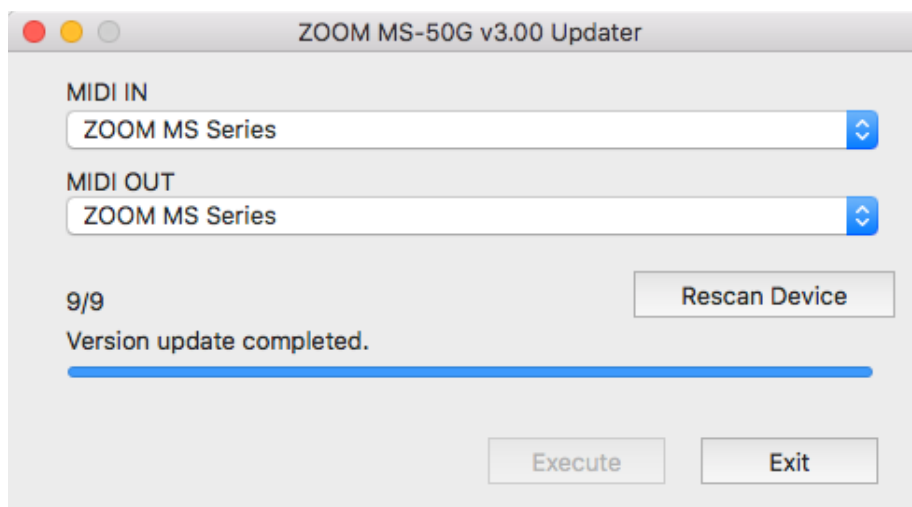 ZOOM MS-50G v3.00 Updater
MIDI IN
ZOOM MS Series
MIDI OUT
ZOOM MS Series
9/9
Rescan Device
Version update completed.
Execute
Exit